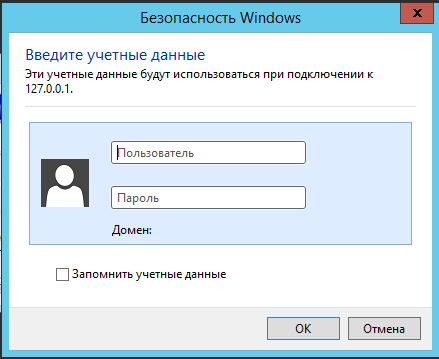 Безопасность Windows
x
Введите учетные данные
Эти учетные данные будут использоваться при подключении к
127.0.0.1.
Пользователь
Пароль
Домен:
Запомнить учетные данные
ОК
Отмена